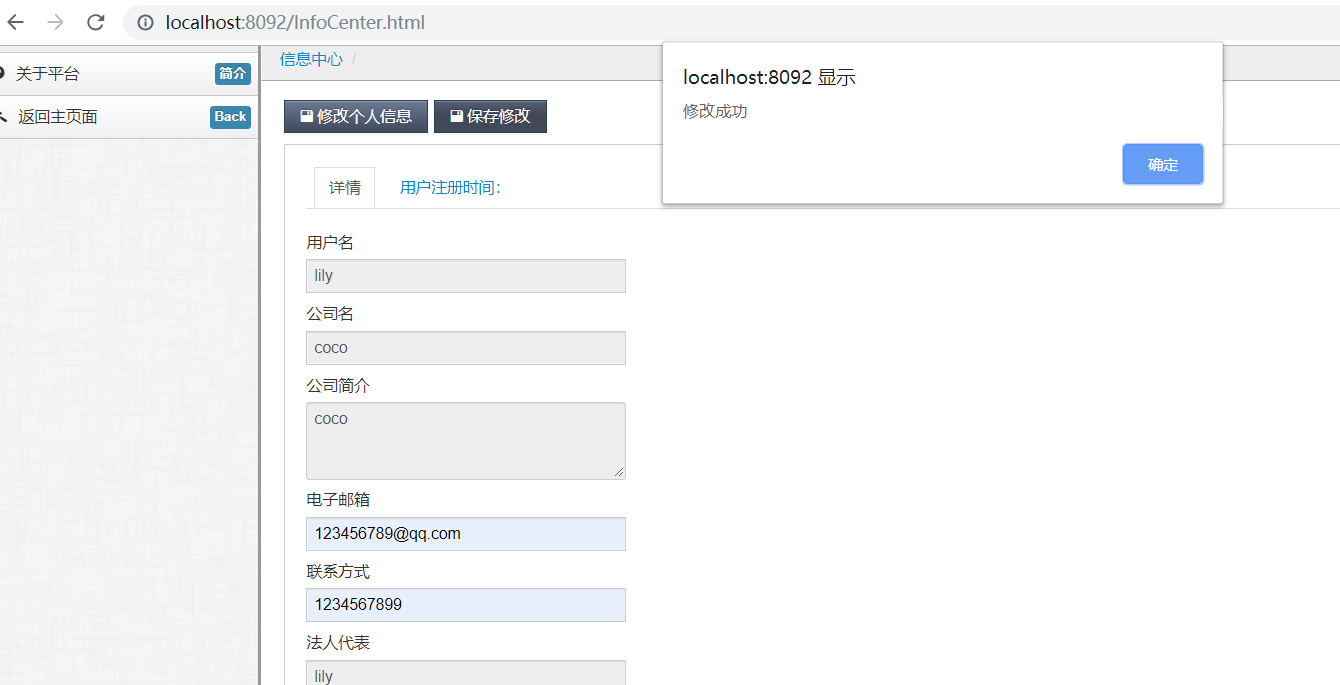 localhost:8092/InfoCenter.html
关于平台 简介
返回主页面 Back
信息中心 /
localhost:8092 显示
修改成功
确定
修改个人信息 保存修改
详情 用户注册时间:
用户名
lily
公司名
coco
公司简介
coco
电子邮箱
123456789@qq.com
联系方式
1234567899
法人代表
lily